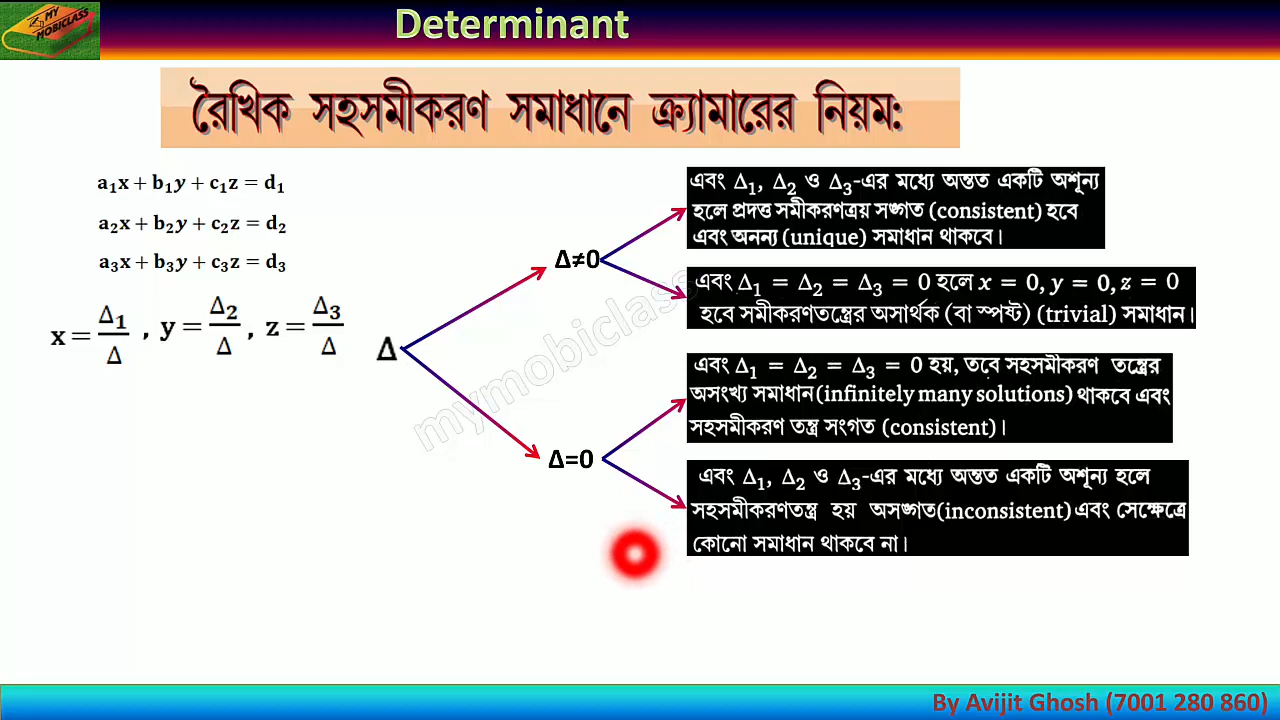 MY
MOBICLASS
Determinant
রৈখিক সহসমীকরণ সমাধানে ক্র্যামারের নিয়ম:
a₁x + b₁y + c₁z = d₁
a₂x + b₂y + c₂z = d₂
a₃x + b₃y + c₃z = d₃
x = Δ₁/Δ , y = Δ₂/Δ , z = Δ₃/Δ
Δ
Δ≠0
এবং Δ₁, Δ₂ ও Δ₃-এর মধ্যে অন্তত একটি অশূন্য
হলে প্রদত্ত সমীকরণত্রয় সঙ্গত (consistent) হবে
এবং অনন্য (unique) সমাধান থাকবে।
এবং Δ₁ = Δ₂ = Δ₃ = 0 হলে x = 0, y = 0, z = 0
হবে সমীকরণতন্ত্রের অসার্থক (বা স্পষ্ট) (trivial) সমাধান।
Δ=0
এবং Δ₁ = Δ₂ = Δ₃ = 0 হয়, তবে সহসমীকরণ তন্ত্রের
অসংখ্য সমাধান (infinitely many solutions) থাকবে এবং
সহসমীকরণ তন্ত্র সংগত (consistent)।
এবং Δ₁, Δ₂ ও Δ₃-এর মধ্যে অন্তত একটি অশূন্য হলে
সহসমীকরণতন্ত্র হয় অসঙ্গত(inconsistent) এবং সেক্ষেত্রে
কোনো সমাধান থাকবে না।
mymobiclass
By Avijit Ghosh (7001 280 860)